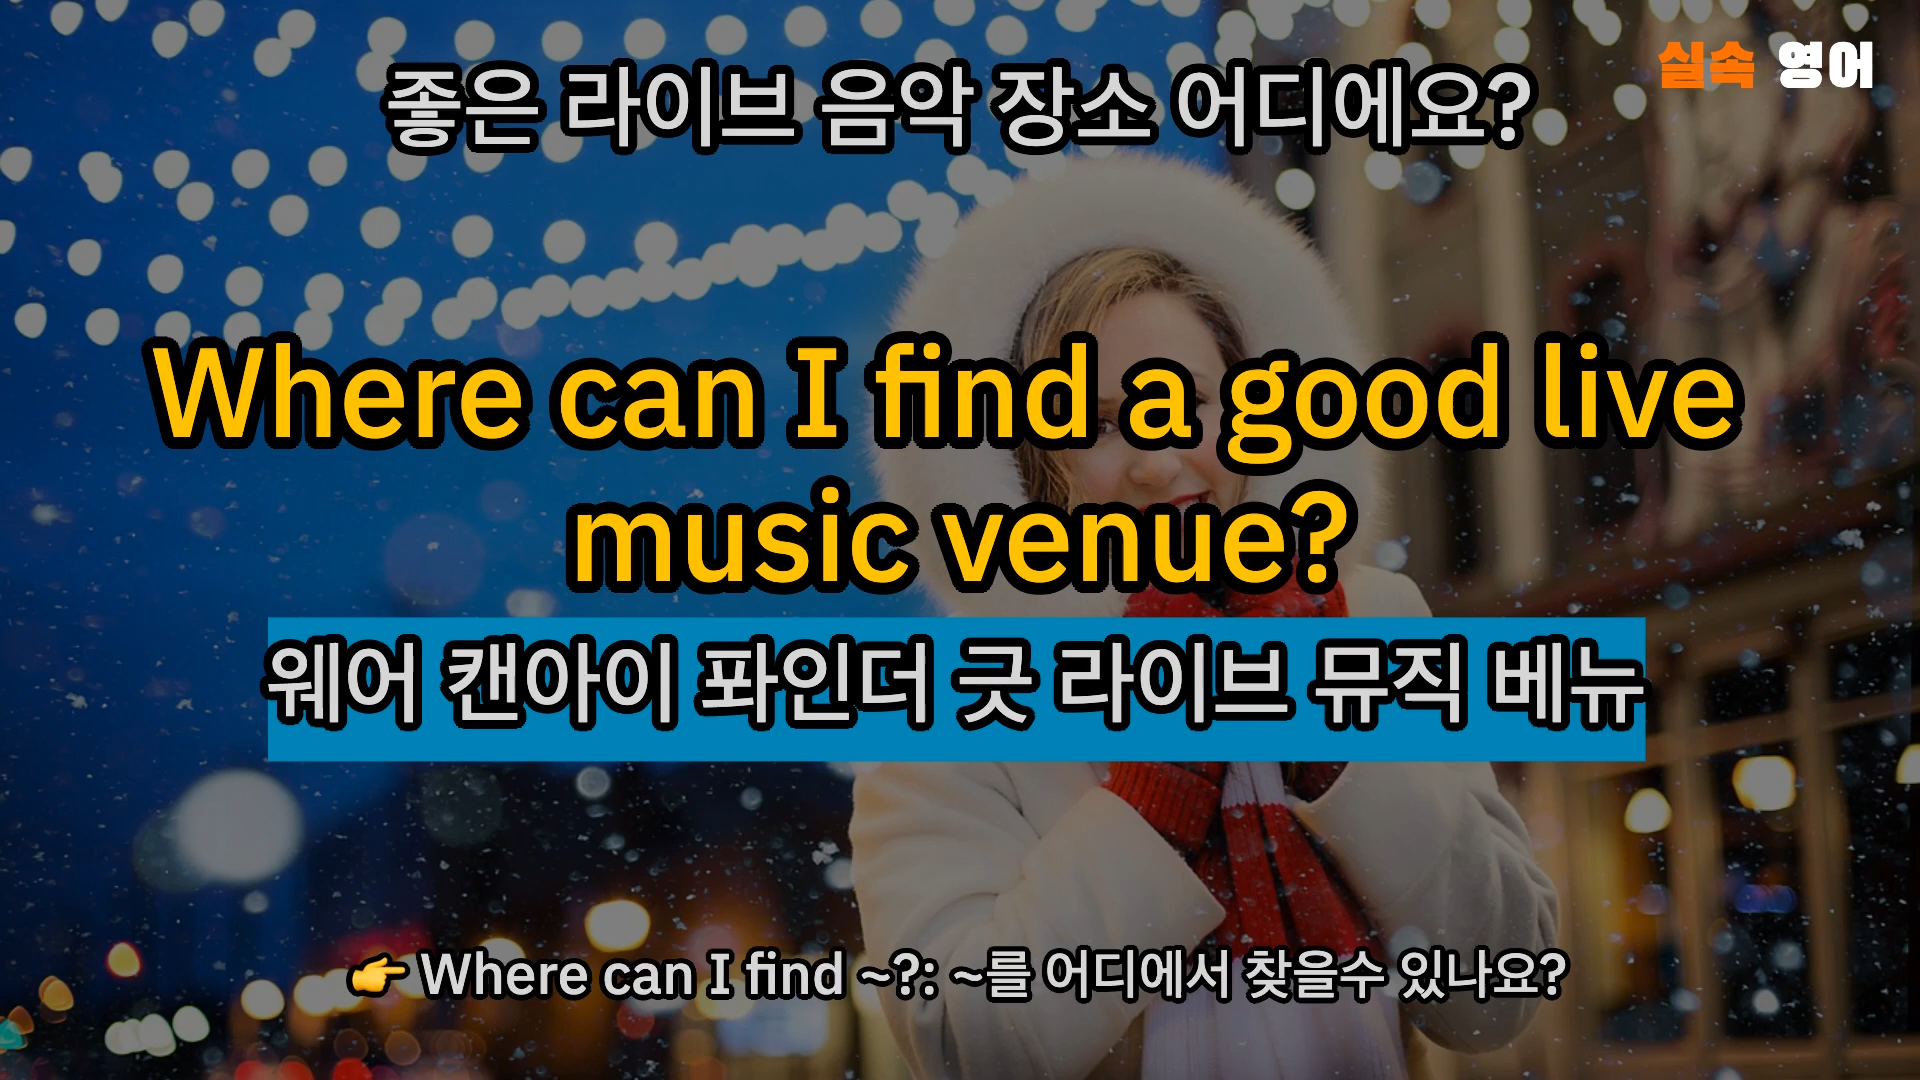 실속 영어
좋은 라이브 음악 장소 어디에요?
Where can I find a good live
music venue?
웨어 캔아이 퐈인더 굿 라이브 뮤직 베뉴
👉 Where can I find ~?: ~를 어디에서 찾을수 있나요?